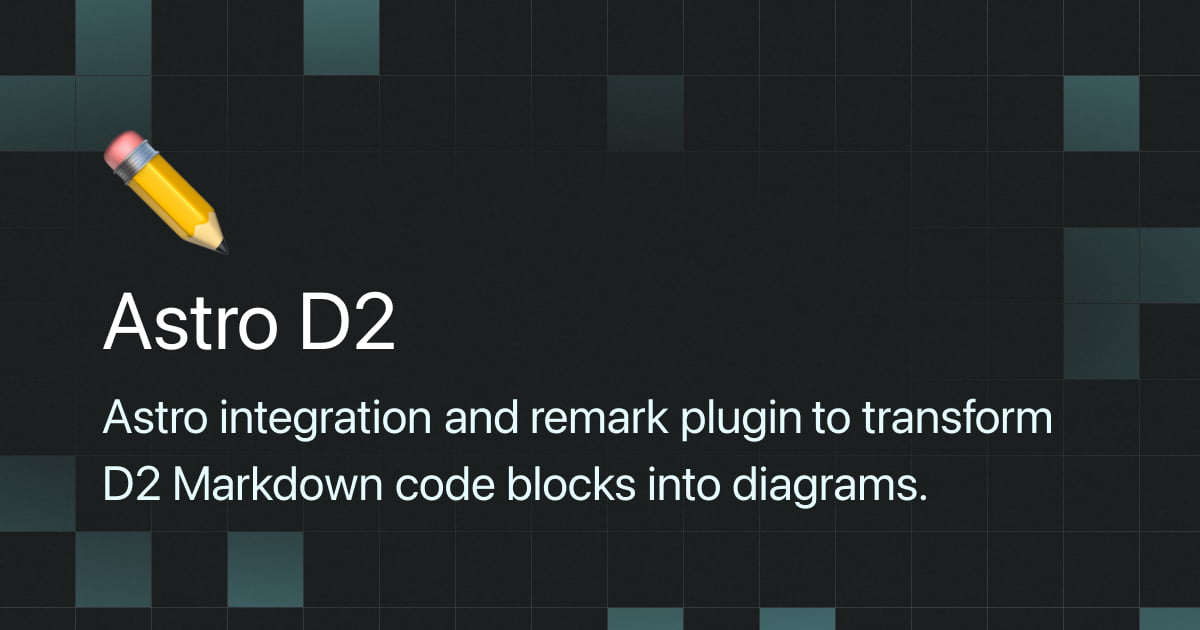 Astro D2
Astro integration and remark plugin to transform
D2 Markdown code blocks into diagrams.